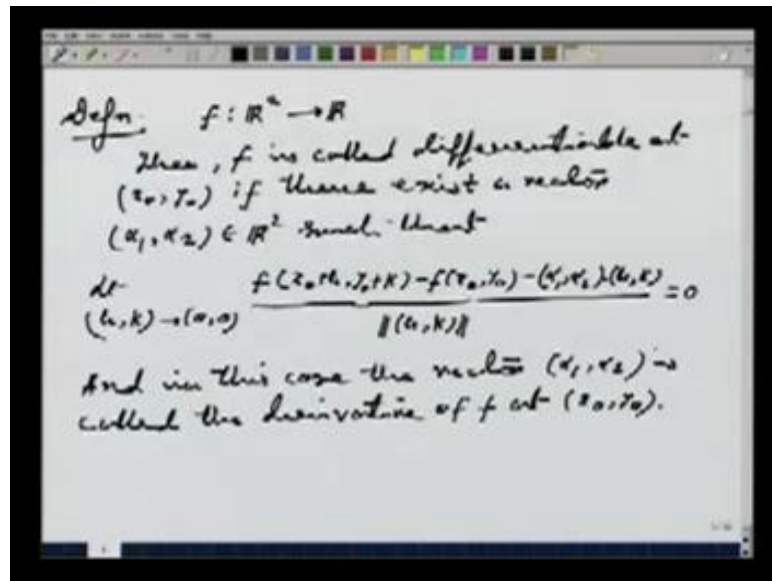 Defn. f : ℝ² → ℝ
Then, f is called differentiable at
(x₀, y₀) if there exist a vector
(α₁, α₂) ∈ ℝ² such that
lt (h,k)→(0,0) f(x₀+h, y₀+k) − f(x₀, y₀) − (α₁, α₂).(h,k) / ‖(h,k)‖ = 0
And in this case the vector (α₁, α₂) is
called the derivative of f at (x₀, y₀).